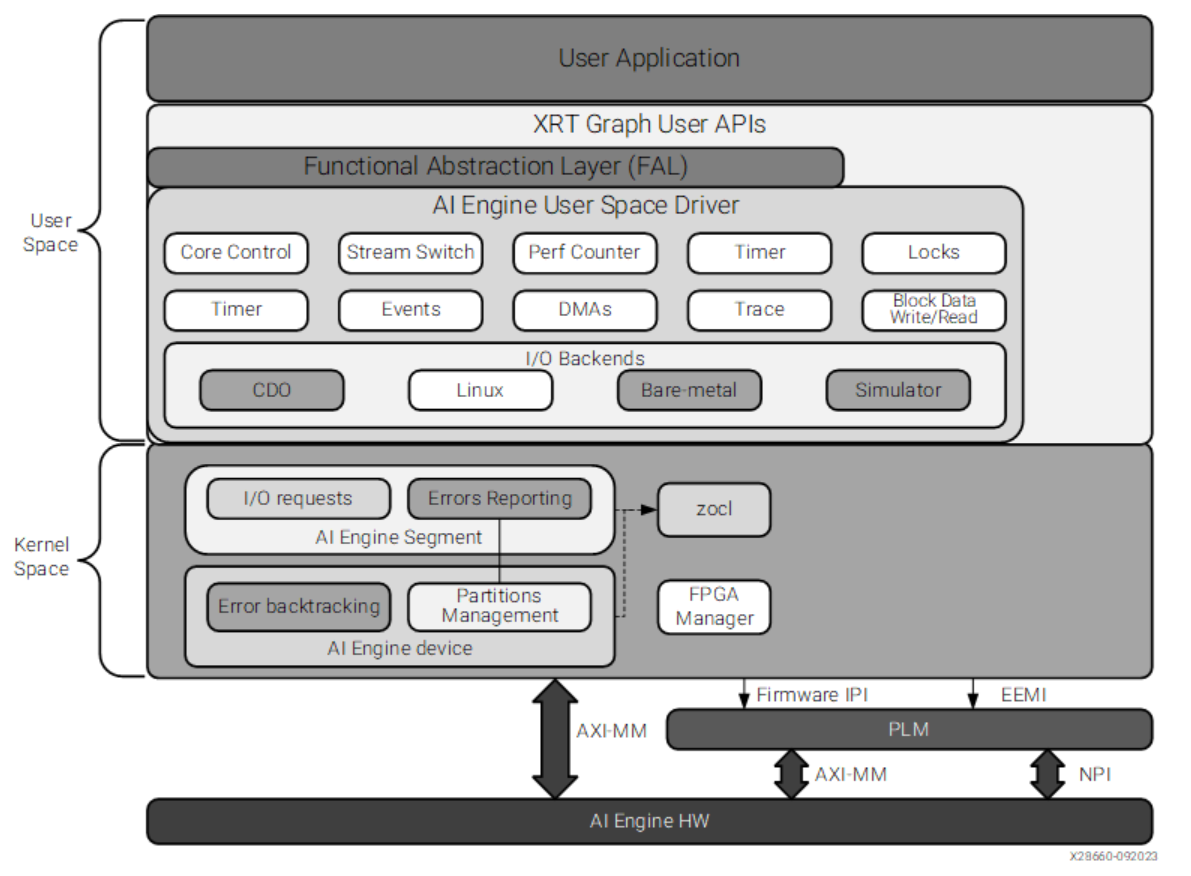 User Application
XRT Graph User APIs
Functional Abstraction Layer (FAL)
AI Engine User Space Driver
User
Space
Core Control
Stream Switch
Perf Counter
Timer
Locks
Timer
Events
DMAs
Trace
Block Data
Write/Read
I/O Backends
CDO
Linux
Bare-metal
Simulator
Kernel
Space
I/O requests
Errors Reporting
AI Engine Segment
zocl
Error backtracking
Partitions
Management
AI Engine device
FPGA
Manager
Firmware IPI
EEMI
AXI-MM
PLM
AXI-MM
NPI
AI Engine HW
X28660-092023